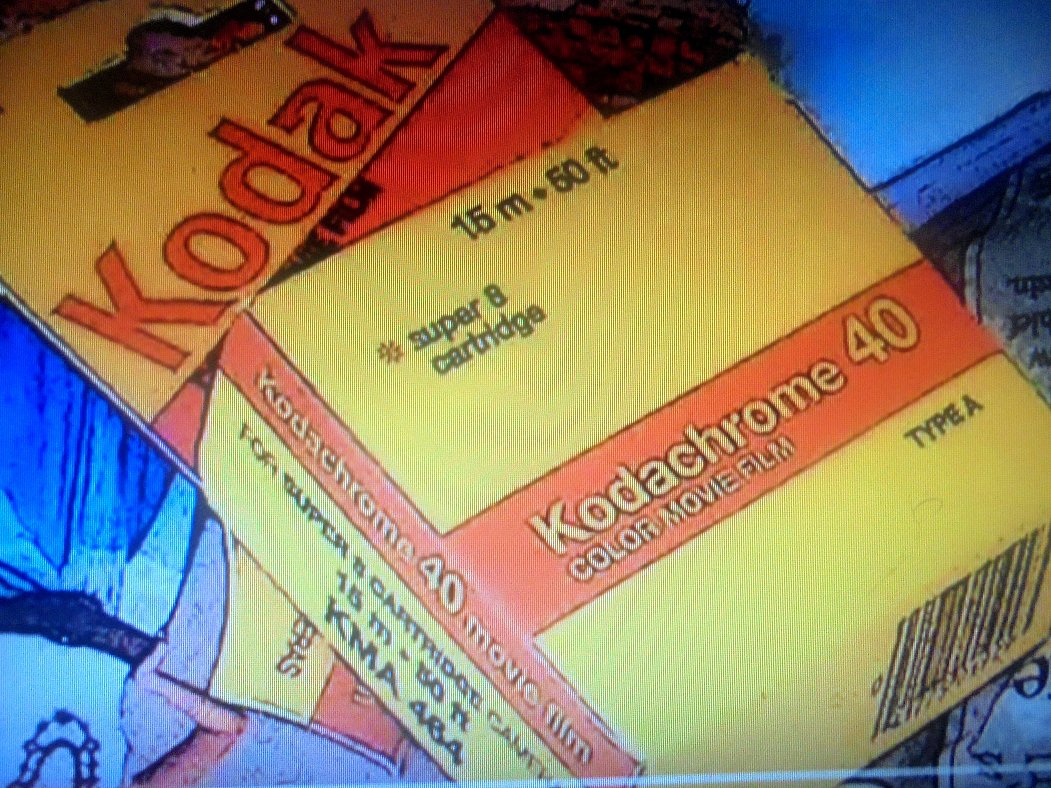 Kodak
FILM
15 m • 50 ft
super 8
cartridge
Kodachrome 40
COLOR MOVIE FILM
TYPE A
Kodachrome 40 movie film
FOR SUPER 8 CARTRIDGE
15 m - 50 ft
KMA 464